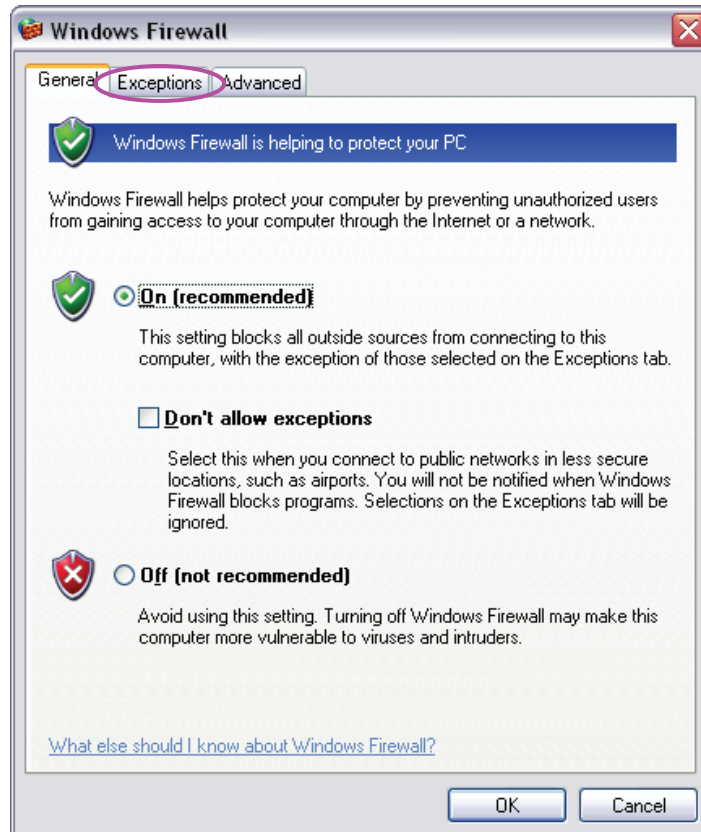 Windows Firewall
General Exceptions Advanced
Windows Firewall is helping to protect your PC
Windows Firewall helps protect your computer by preventing unauthorized users
from gaining access to your computer through the Internet or a network.
On (recommended)
This setting blocks all outside sources from connecting to this
computer, with the exception of those selected on the Exceptions tab.
Don't allow exceptions
Select this when you connect to public networks in less secure
locations, such as airports. You will not be notified when Windows
Firewall blocks programs. Selections on the Exceptions tab will be
ignored.
Off (not recommended)
Avoid using this setting. Turning off Windows Firewall may make this
computer more vulnerable to viruses and intruders.
What else should I know about Windows Firewall?
OK Cancel